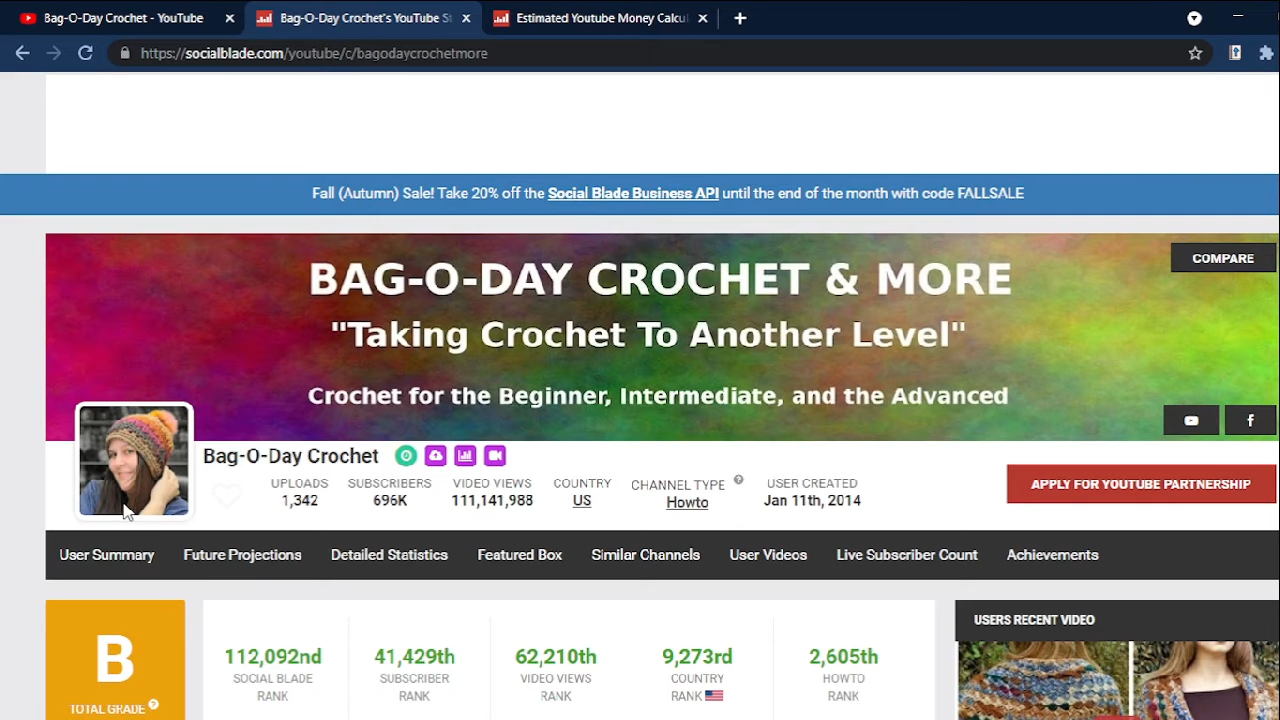 Bag-O-Day Crochet - YouTube
Bag-O-Day Crochet's YouTube St
Estimated Youtube Money Calcu
https://socialblade.com/youtube/c/bagodaycrochetmore
Fall (Autumn) Sale! Take 20% off the Social Blade Business API until the end of the month with code FALLSALE
COMPARE
BAG-O-DAY CROCHET & MORE
"Taking Crochet To Another Level"
Crochet for the Beginner, Intermediate, and the Advanced
Bag-O-Day Crochet
UPLOADS SUBSCRIBERS VIDEO VIEWS COUNTRY CHANNEL TYPE USER CREATED
1,342 696K 111,141,988 US Howto Jan 11th, 2014
APPLY FOR YOUTUBE PARTNERSHIP
User Summary Future Projections Detailed Statistics Featured Box Similar Channels User Videos Live Subscriber Count Achievements
B
TOTAL GRADE
112,092nd 41,429th 62,210th 9,273rd 2,605th
SOCIAL BLADE SUBSCRIBER VIDEO VIEWS COUNTRY HOWTO
RANK RANK RANK RANK RANK
USERS RECENT VIDEO